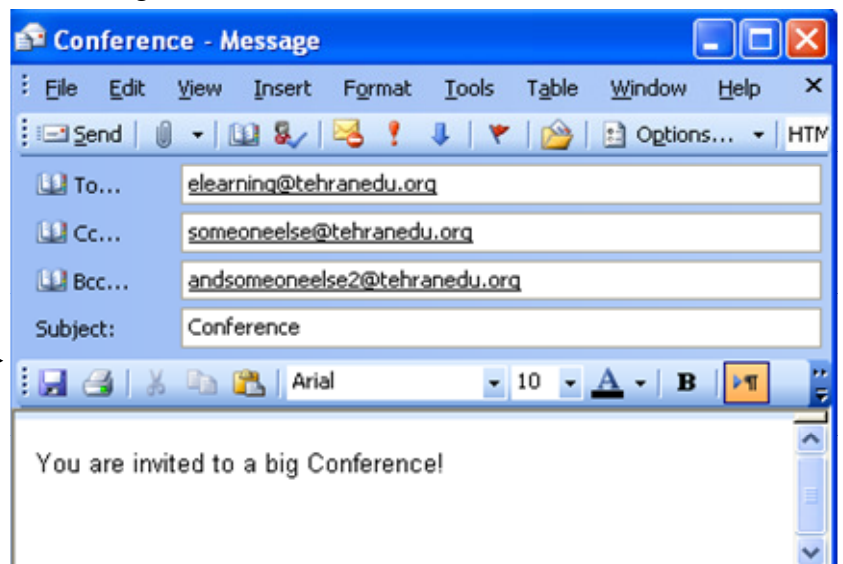 Conference - Message
File Edit View Insert Format Tools Table Window Help
Send Options... HTM
To... elearning@tehranedu.org
Cc... someoneelse@tehranedu.org
Bcc... andsomeoneelse2@tehranedu.org
Subject: Conference
Arial 10 A B
You are invited to a big Conference!